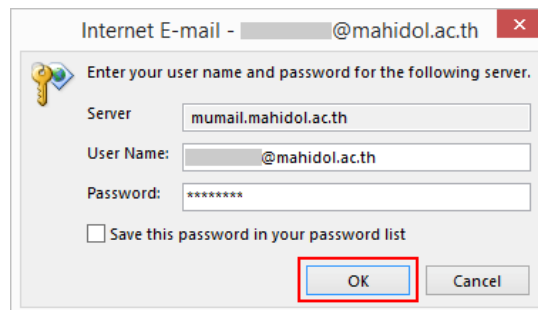 Internet E-mail - @mahidol.ac.th
Enter your user name and password for the following server.
Server mumail.mahidol.ac.th
User Name: @mahidol.ac.th
Password: ********
Save this password in your password list
OK Cancel